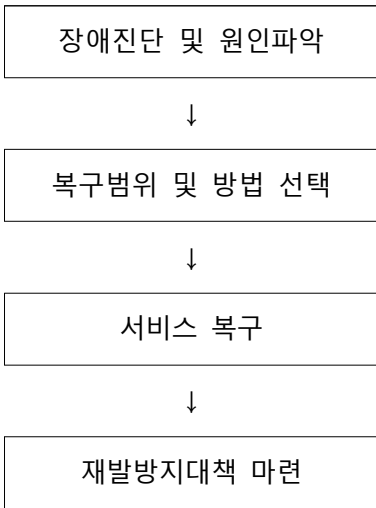 장애진단 및 원인파악
↓
복구범위 및 방법 선택
↓
서비스 복구
↓
재발방지대책 마련